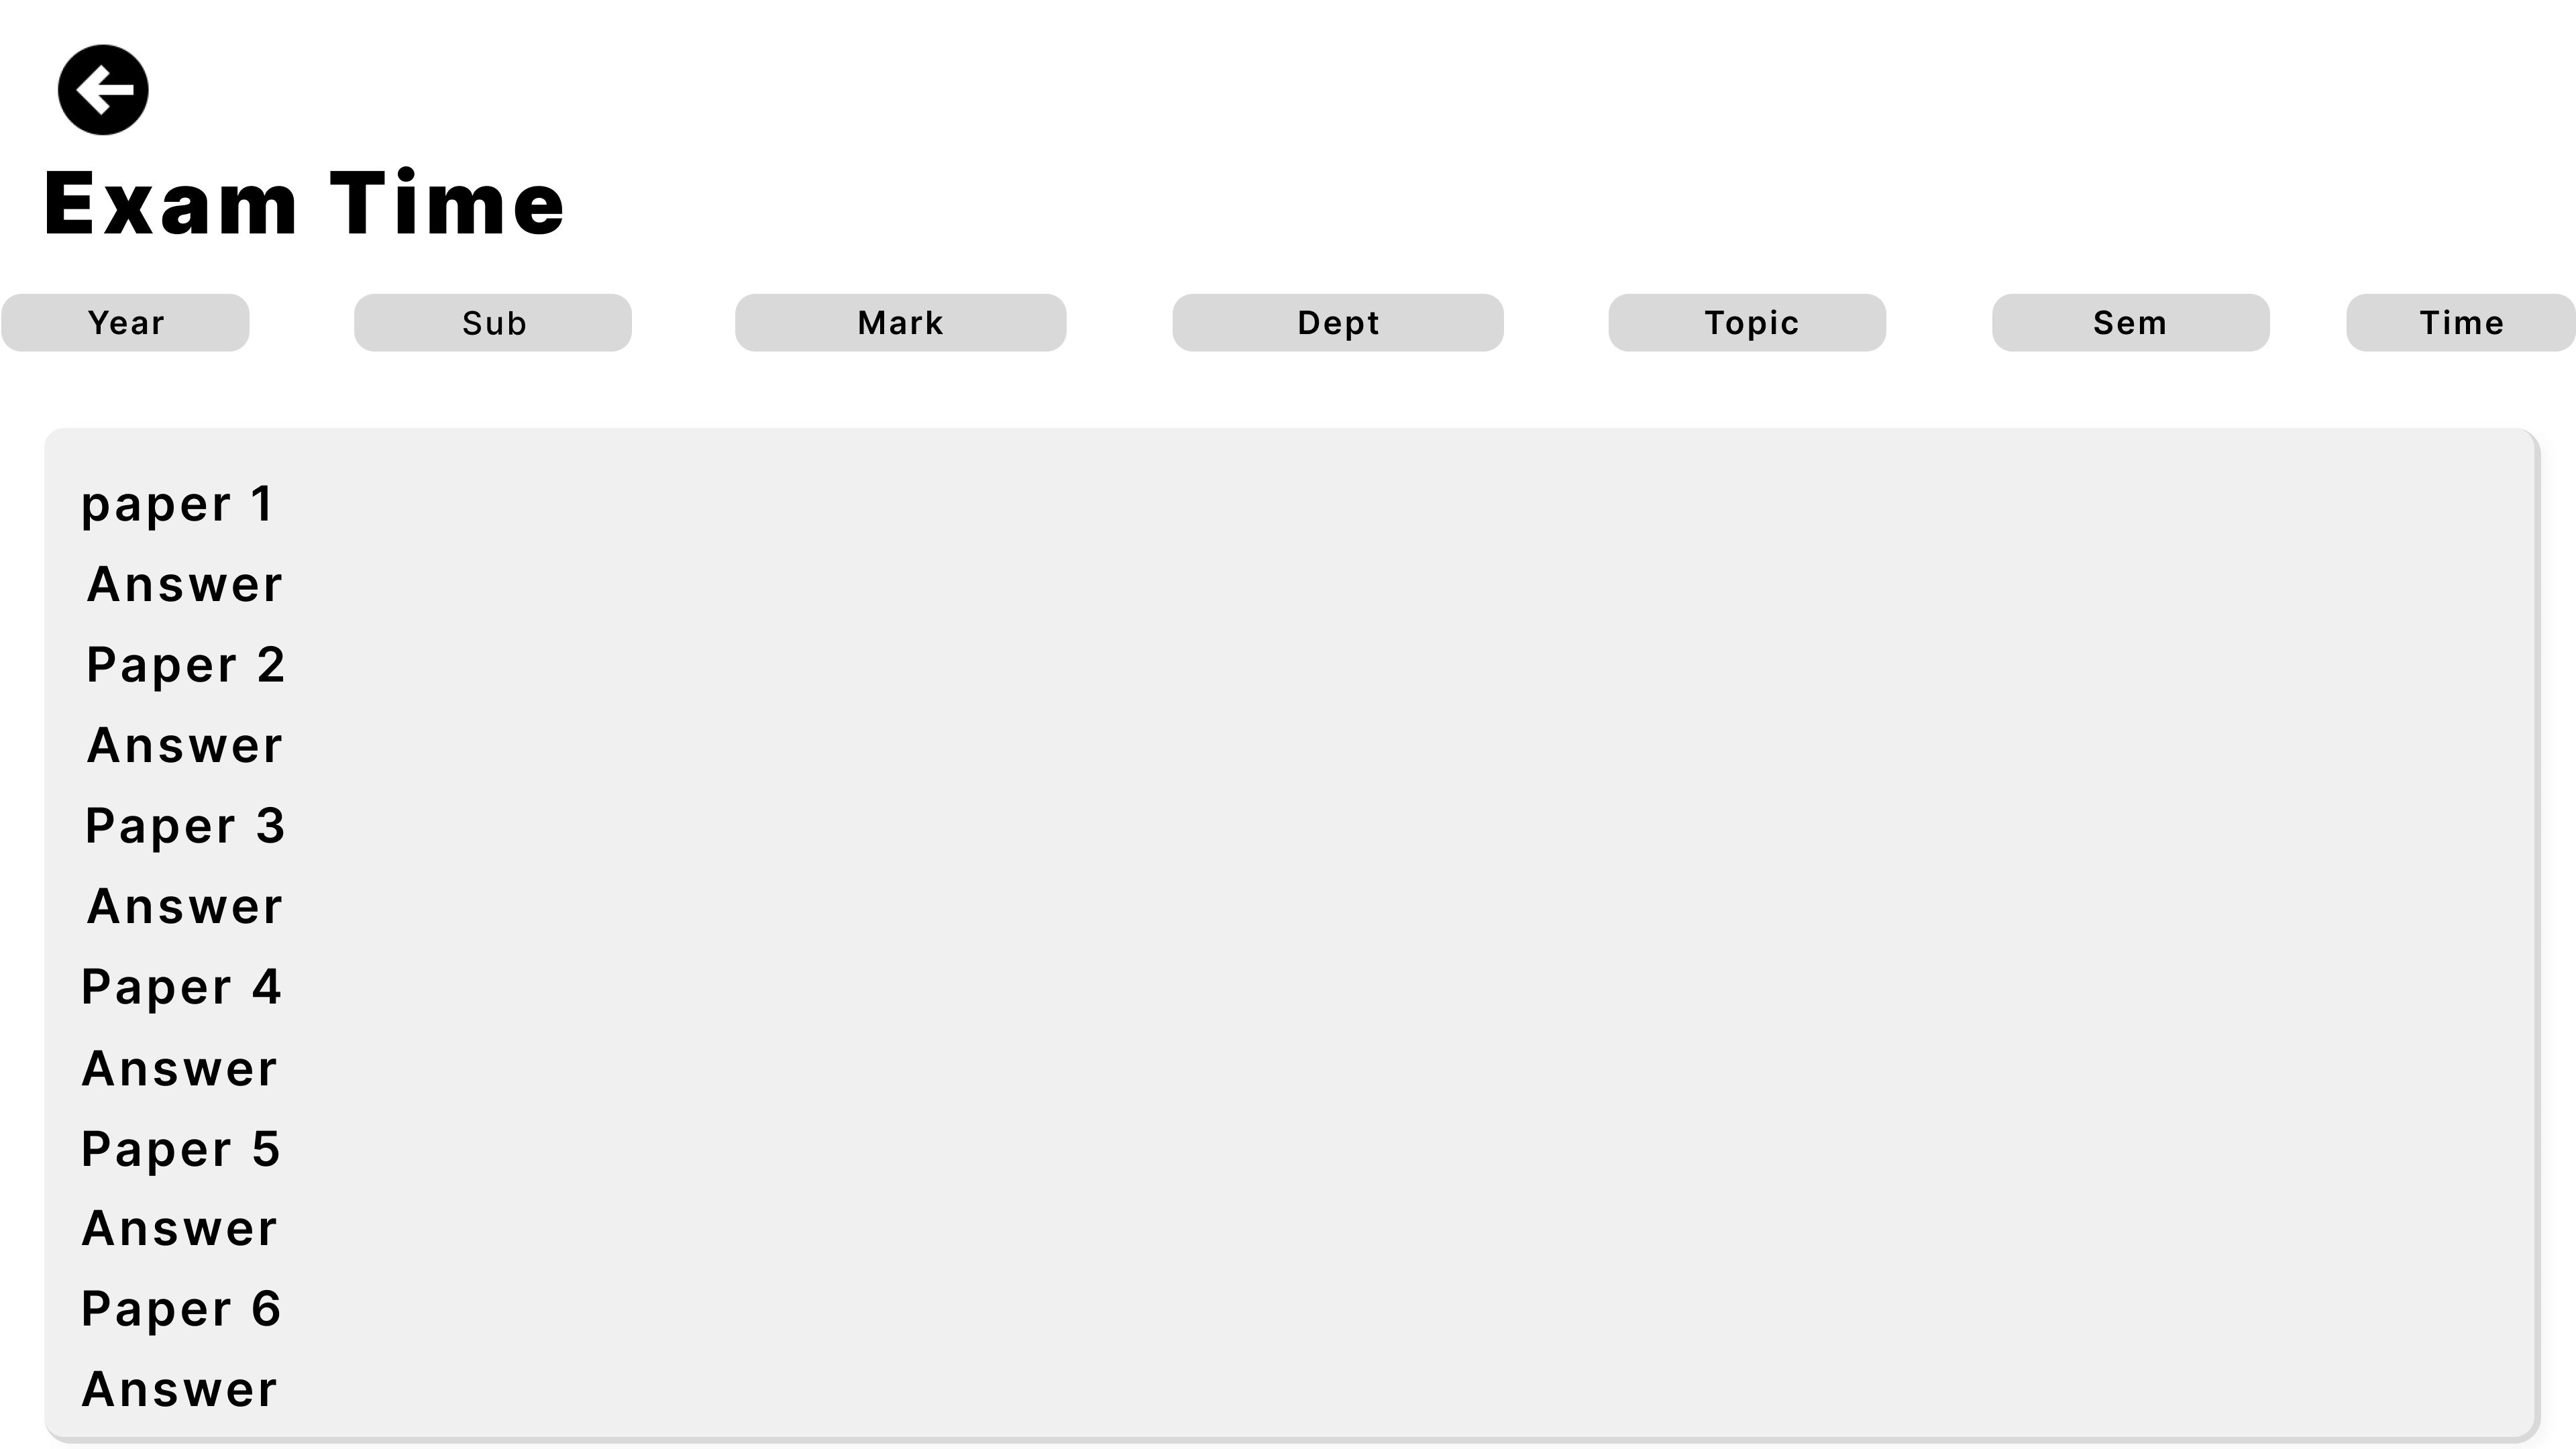 Exam Time
Year Sub Mark Dept Topic Sem Time
paper 1
Answer
Paper 2
Answer
Paper 3
Answer
Paper 4
Answer
Paper 5
Answer
Paper 6
Answer